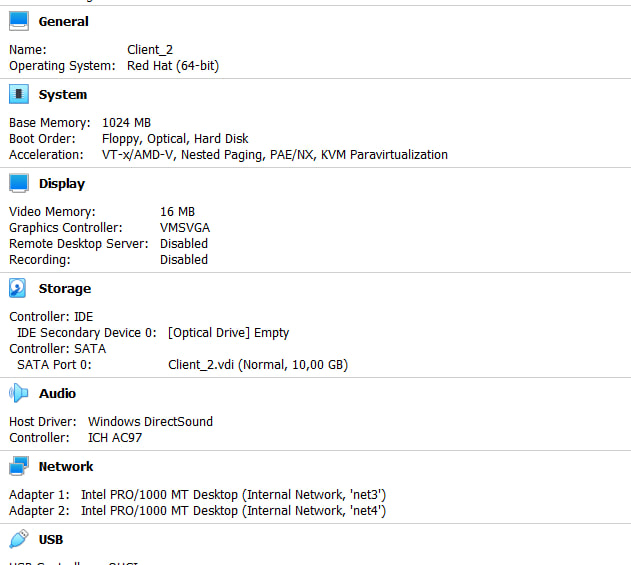 General
Name: Client_2
Operating System: Red Hat (64-bit)
System
Base Memory: 1024 MB
Boot Order: Floppy, Optical, Hard Disk
Acceleration: VT-x/AMD-V, Nested Paging, PAE/NX, KVM Paravirtualization
Display
Video Memory: 16 MB
Graphics Controller: VMSVGA
Remote Desktop Server: Disabled
Recording: Disabled
Storage
Controller: IDE
IDE Secondary Device 0: [Optical Drive] Empty
Controller: SATA
SATA Port 0: Client_2.vdi (Normal, 10,00 GB)
Audio
Host Driver: Windows DirectSound
Controller: ICH AC97
Network
Adapter 1: Intel PRO/1000 MT Desktop (Internal Network, 'net3')
Adapter 2: Intel PRO/1000 MT Desktop (Internal Network, 'net4')
USB